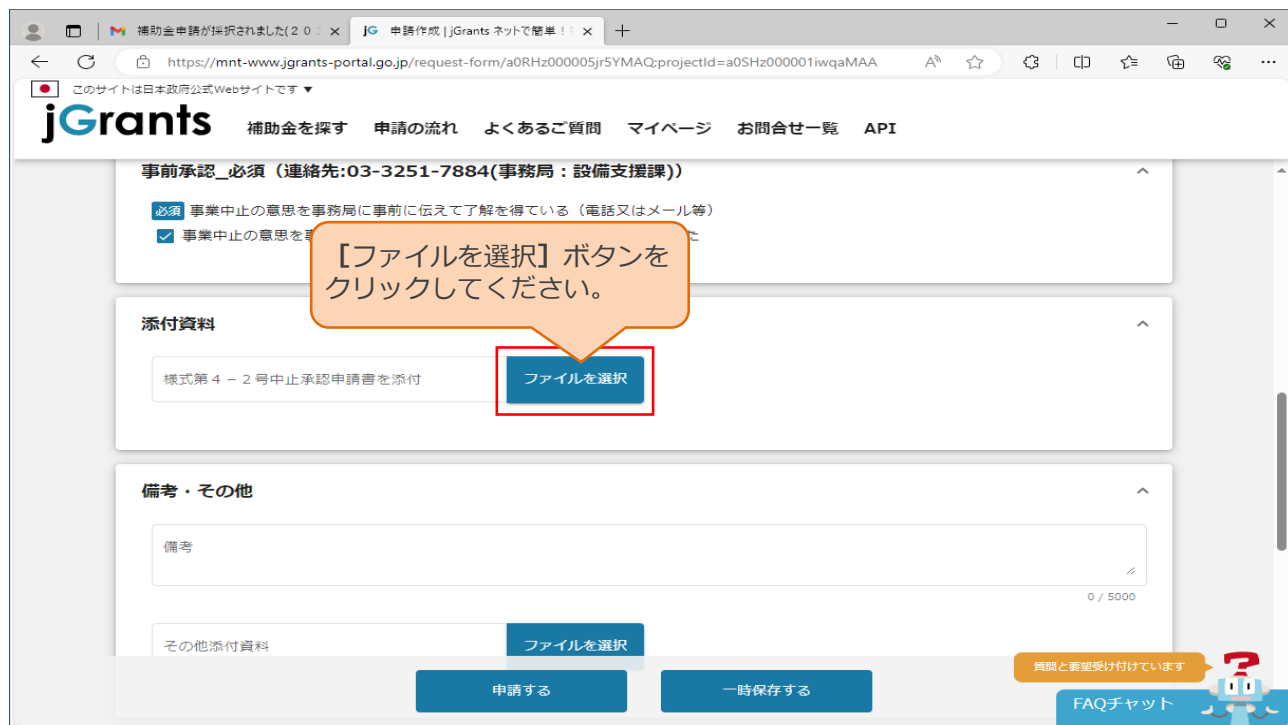 補助金申請が採択されました(２０
jG 申請作成 | jGrants ネットで簡単！
https://mnt-www.jgrants-portal.go.jp/request-form/a0RHz000005jr5YMAQ;projectId=a0SHz000001iwqaMAA
このサイトは日本政府公式Webサイトです ▼
jGrants 補助金を探す 申請の流れ よくあるご質問 マイページ お問合せ一覧 API
事前承認_必須（連絡先:03-3251-7884(事務局：設備支援課)）
必須 事業中止の意思を事務局に事前に伝えて了解を得ている（電話又はメール等）
事業中止の意思を
た
【ファイルを選択】ボタンを
クリックしてください。
添付資料
様式第４－２号中止承認申請書を添付 ファイルを選択
備考・その他
備考
0 / 5000
その他添付資料 ファイルを選択
質問と要望受け付けています
申請する 一時保存する
FAQチャット